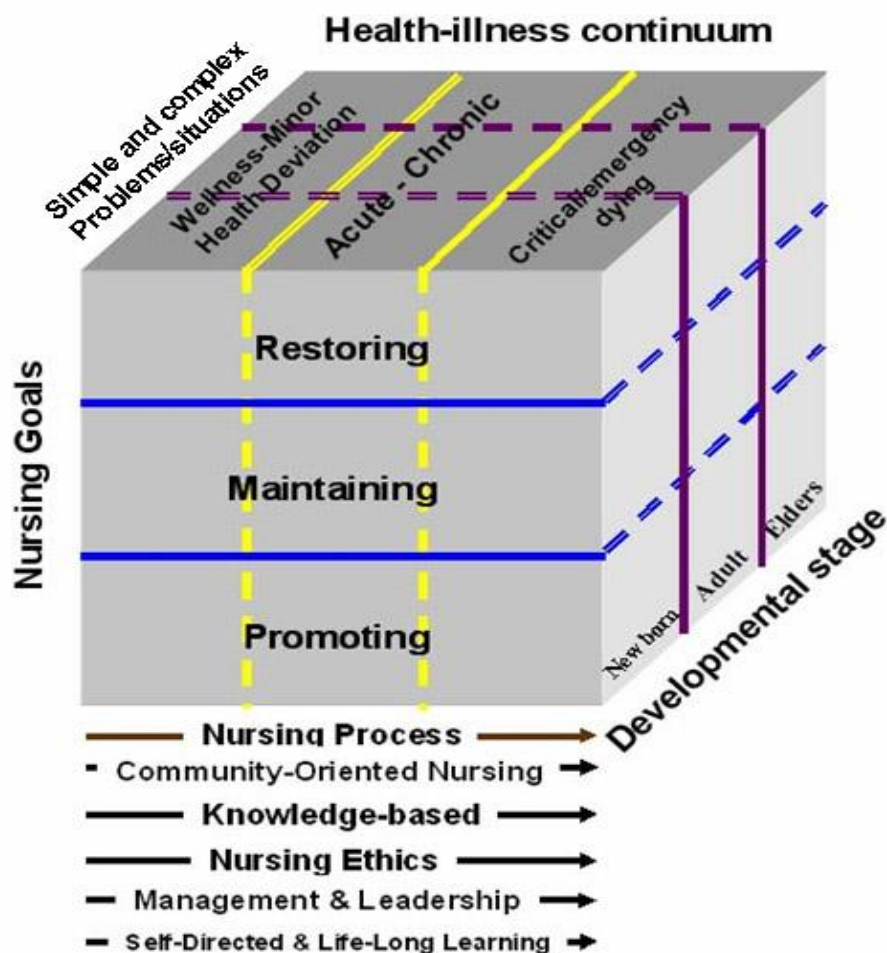 Health-illness continuum
Simple and complex
Problems/situations
Wellness-Minor
Health-Deviation
Acute - Chronic
Critical/emergency
dying
Nursing Goals
Restoring
Maintaining
Promoting
New born
Adult
Elders
Developmental stage
Nursing Process
Community-Oriented Nursing
Knowledge-based
Nursing Ethics
Management & Leadership
Self-Directed & Life-Long Learning